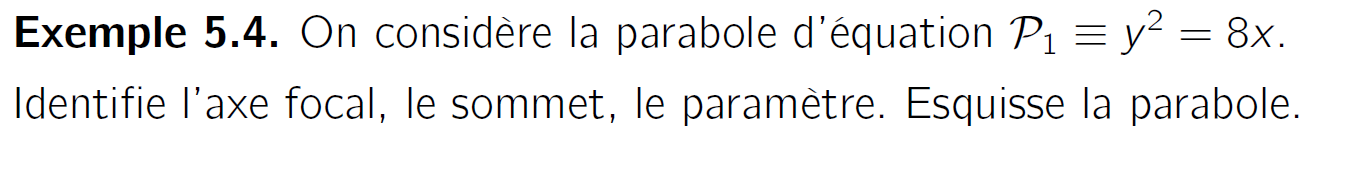 Exemple 5.4. On considère la parabole d'équation 𝒫₁ ≡ y² = 8x.
Identifie l'axe focal, le sommet, le paramètre. Esquisse la parabole.